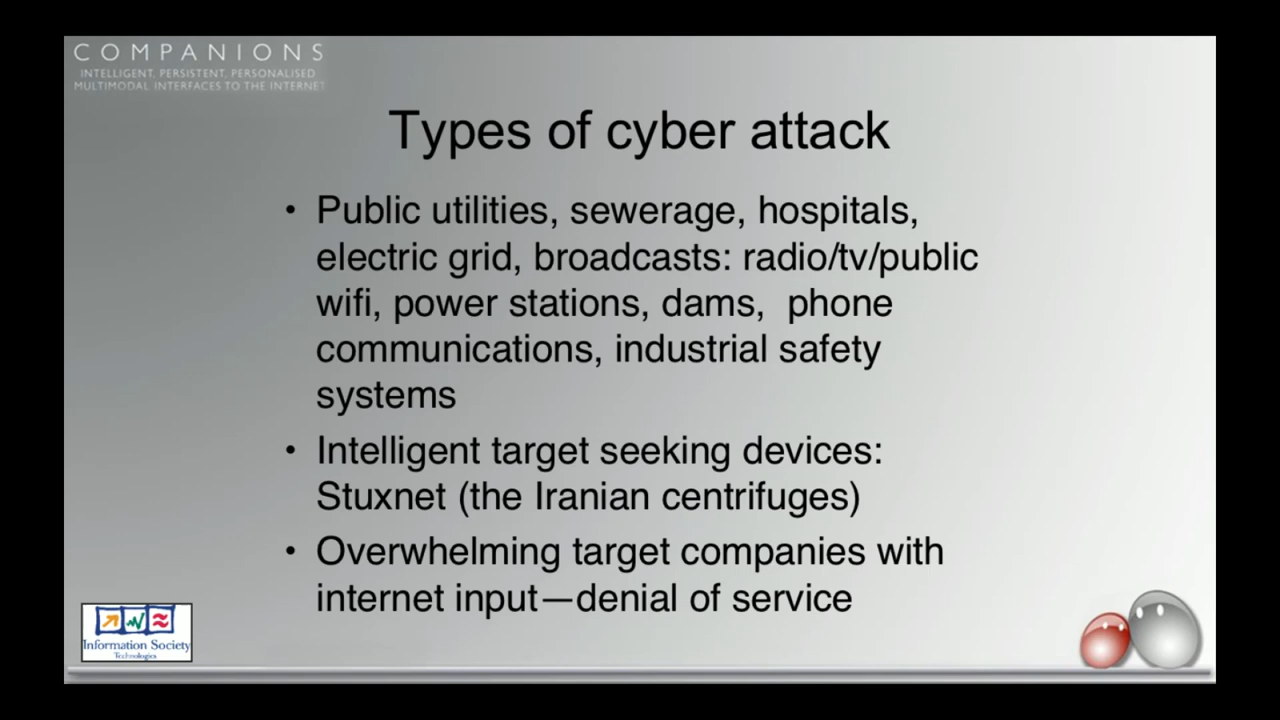 COMPANIONS
INTELLIGENT, PERSISTENT, PERSONALISED
MULTIMODAL INTERFACES TO THE INTERNET
Types of cyber attack
• Public utilities, sewerage, hospitals,
electric grid, broadcasts: radio/tv/public
wifi, power stations, dams,  phone
communications, industrial safety
systems
• Intelligent target seeking devices:
Stuxnet (the Iranian centrifuges)
• Overwhelming target companies with
internet input—denial of service
Information Society
Technologies